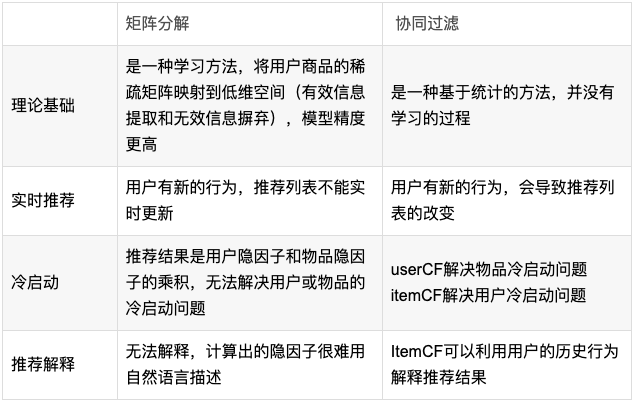 矩阵分解
协同过滤
理论基础
是一种学习方法，将用户商品的稀
疏矩阵映射到低维空间（有效信息
提取和无效信息摒弃），模型精度
更高
是一种基于统计的方法，并没有
学习的过程
实时推荐
用户有新的行为，推荐列表不能实
时更新
用户有新的行为，会导致推荐列
表的改变
冷启动
推荐结果是用户隐因子和物品隐因
子的乘积，无法解决用户或物品的
冷启动问题
userCF解决物品冷启动问题
itemCF解决用户冷启动问题
推荐解释
无法解释，计算出的隐因子很难用
自然语言描述
ItemCF可以利用用户的历史行为
解释推荐结果